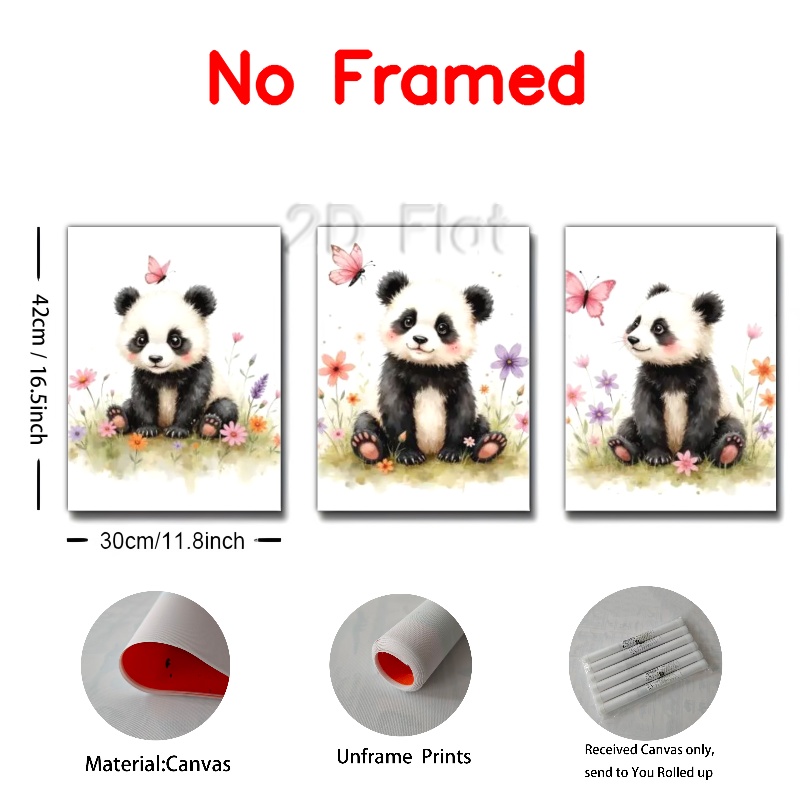 No Framed
2D Flat
42cm / 16.5inch
30cm/11.8inch
Material:Canvas
Unframe Prints
Received Canvas only,
send to You Rolled up